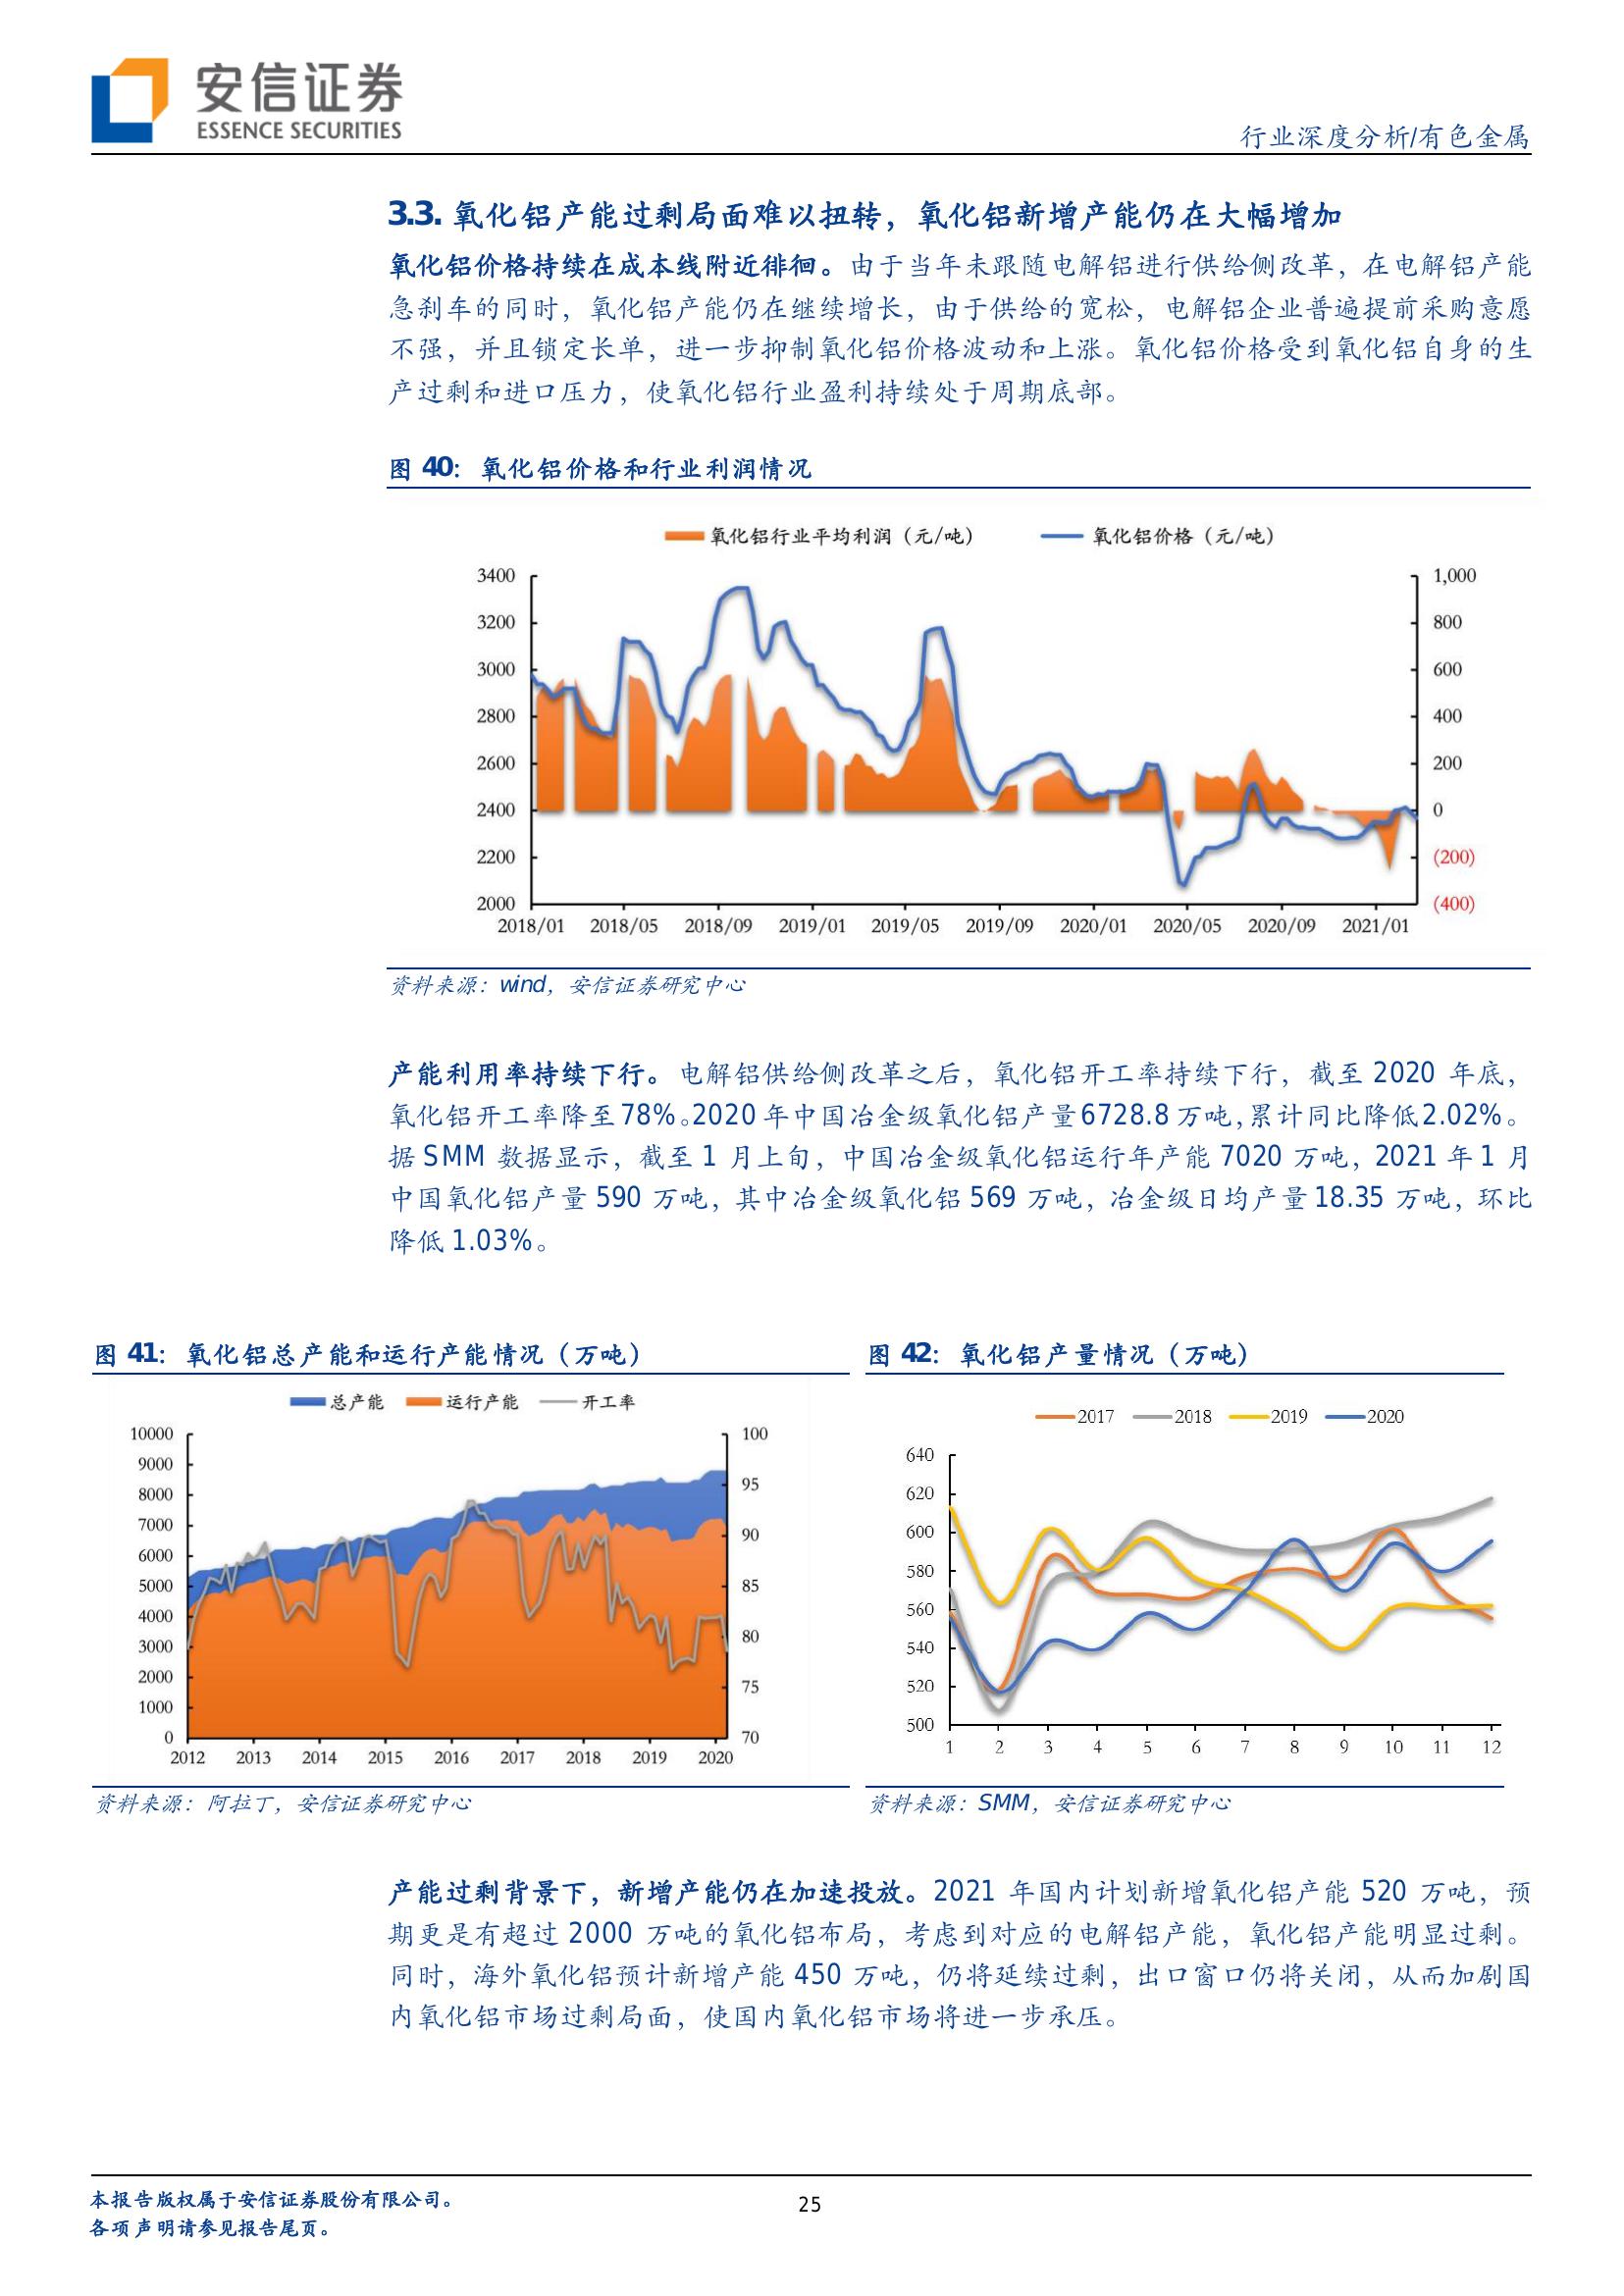 安信证券
ESSENCE SECURITIES
行业深度分析/有色金属
3.3. 氧化铝产能过剩局面难以扭转，氧化铝新增产能仍在大幅增加
氧化铝价格持续在成本线附近徘徊。由于当年未跟随电解铝进行供给侧改革，在电解铝产能
急刹车的同时，氧化铝产能仍在继续增长，由于供给的宽松，电解铝企业普遍提前采购意愿
不强，并且锁定长单，进一步抑制氧化铝价格波动和上涨。氧化铝价格受到氧化铝自身的生
产过剩和进口压力，使氧化铝行业盈利持续处于周期底部。
图 40：氧化铝价格和行业利润情况
氧化铝行业平均利润（元/吨） 氧化铝价格（元/吨）
3400 1,000
3200 800
3000 600
2800 400
2600 200
2400 0
2200 (200)
2000 (400)
2018/01 2018/05 2018/09 2019/01 2019/05 2019/09 2020/01 2020/05 2020/09 2021/01
资料来源：wind，安信证券研究中心
产能利用率持续下行。电解铝供给侧改革之后，氧化铝开工率持续下行，截至 2020 年底，
氧化铝开工率降至 78%。2020 年中国冶金级氧化铝产量 6728.8 万吨，累计同比降低 2.02%。
据 SMM 数据显示，截至 1 月上旬，中国冶金级氧化铝运行年产能 7020 万吨，2021 年 1 月
中国氧化铝产量 590 万吨，其中冶金级氧化铝 569 万吨，冶金级日均产量 18.35 万吨，环比
降低 1.03%。
图 41：氧化铝总产能和运行产能情况（万吨）
总产能 运行产能 开工率
10000 100
9000
8000 95
7000
6000 90
5000 85
4000
3000 80
2000 75
1000
0 70
2012 2013 2014 2015 2016 2017 2018 2019 2020
资料来源：阿拉丁，安信证券研究中心
图 42：氧化铝产量情况（万吨）
2017 2018 2019 2020
640
620
600
580
560
540
520
500
1 2 3 4 5 6 7 8 9 10 11 12
资料来源：SMM，安信证券研究中心
产能过剩背景下，新增产能仍在加速投放。2021 年国内计划新增氧化铝产能 520 万吨，预
期更是有超过 2000 万吨的氧化铝布局，考虑到对应的电解铝产能，氧化铝产能明显过剩。
同时，海外氧化铝预计新增产能 450 万吨，仍将延续过剩，出口窗口仍将关闭，从而加剧国
内氧化铝市场过剩局面，使国内氧化铝市场将进一步承压。
本报告版权属于安信证券股份有限公司。
各项声明请参见报告尾页。
25